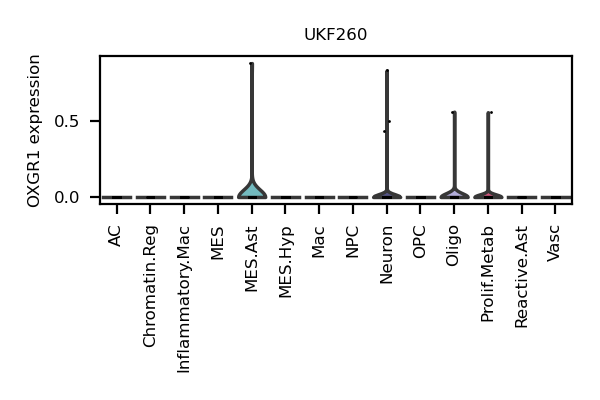 UKF260
OXGR1 expression
0.5
0.0
AC
Chromatin.Reg
Inflammatory.Mac
MES
MES.Ast
MES.Hyp
Mac
NPC
Neuron
OPC
Oligo
Prolif.Metab
Reactive.Ast
Vasc